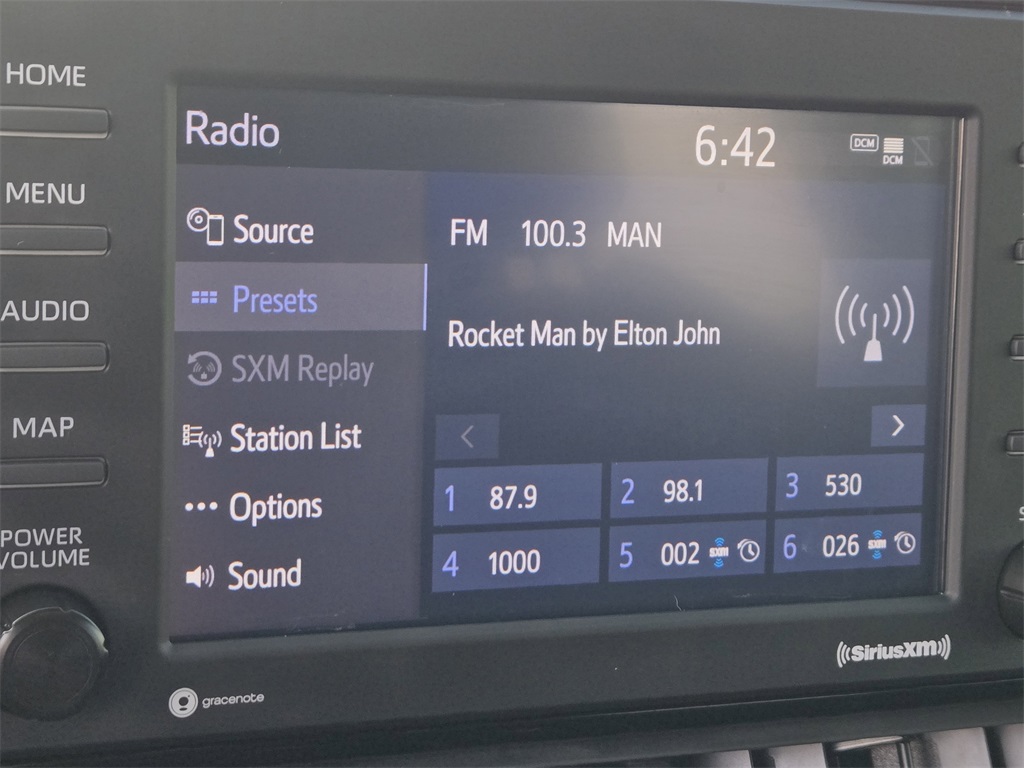 HOME
MENU
AUDIO
MAP
POWER
VOLUME
Radio
6:42
DCM
DCM
Source
Presets
SXM Replay
Station List
Options
Sound
FM 100.3 MAN
Rocket Man by Elton John
1 87.9
2 98.1
3 530
4 1000
5 002 SXM
6 026 SXM
gracenote
SiriusXM